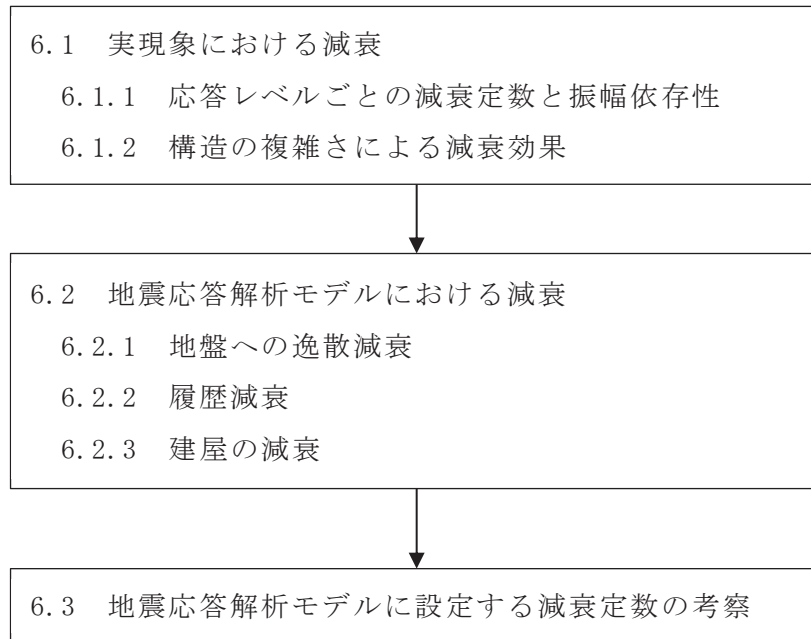 6.1 実現象における減衰
6.1.1 応答レベルごとの減衰定数と振幅依存性
6.1.2 構造の複雑さによる減衰効果
6.2 地震応答解析モデルにおける減衰
6.2.1 地盤への逸散減衰
6.2.2 履歴減衰
6.2.3 建屋の減衰
6.3 地震応答解析モデルに設定する減衰定数の考察